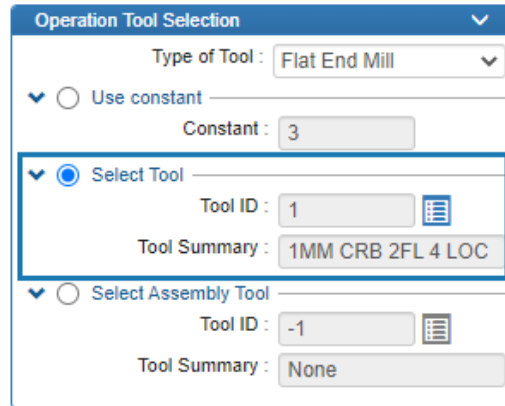 Operation Tool Selection
Type of Tool : Flat End Mill
Use constant
Constant : 3
Select Tool
Tool ID : 1
Tool Summary : 1MM CRB 2FL 4 LOC
Select Assembly Tool
Tool ID : -1
Tool Summary : None